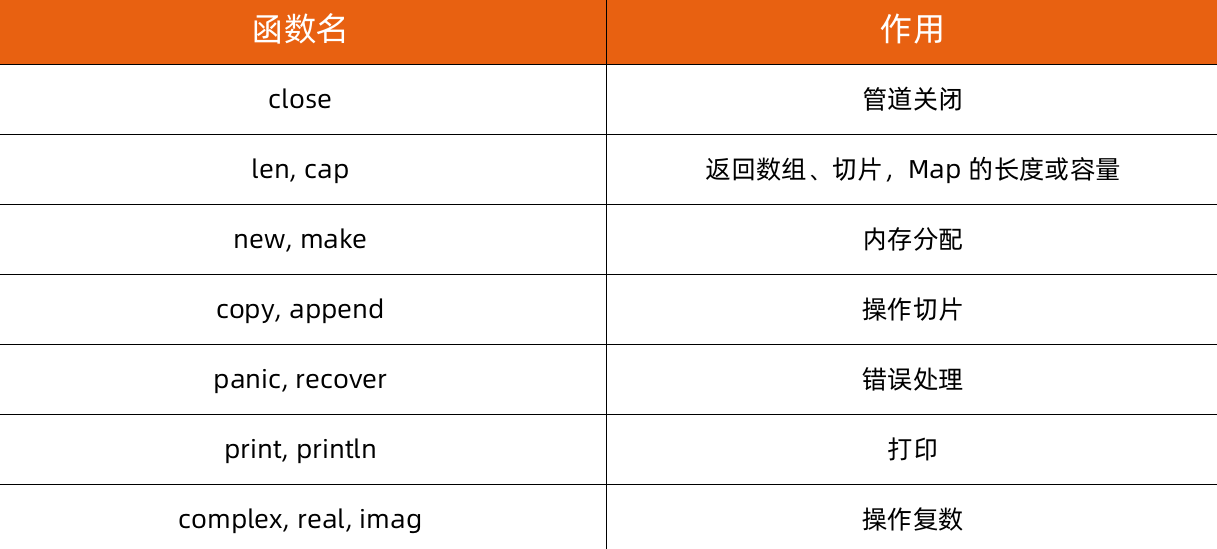 函数名 作用
close 管道关闭
len, cap 返回数组、切片，Map 的长度或容量
new, make 内存分配
copy, append 操作切片
panic, recover 错误处理
print, println 打印
complex, real, imag 操作复数